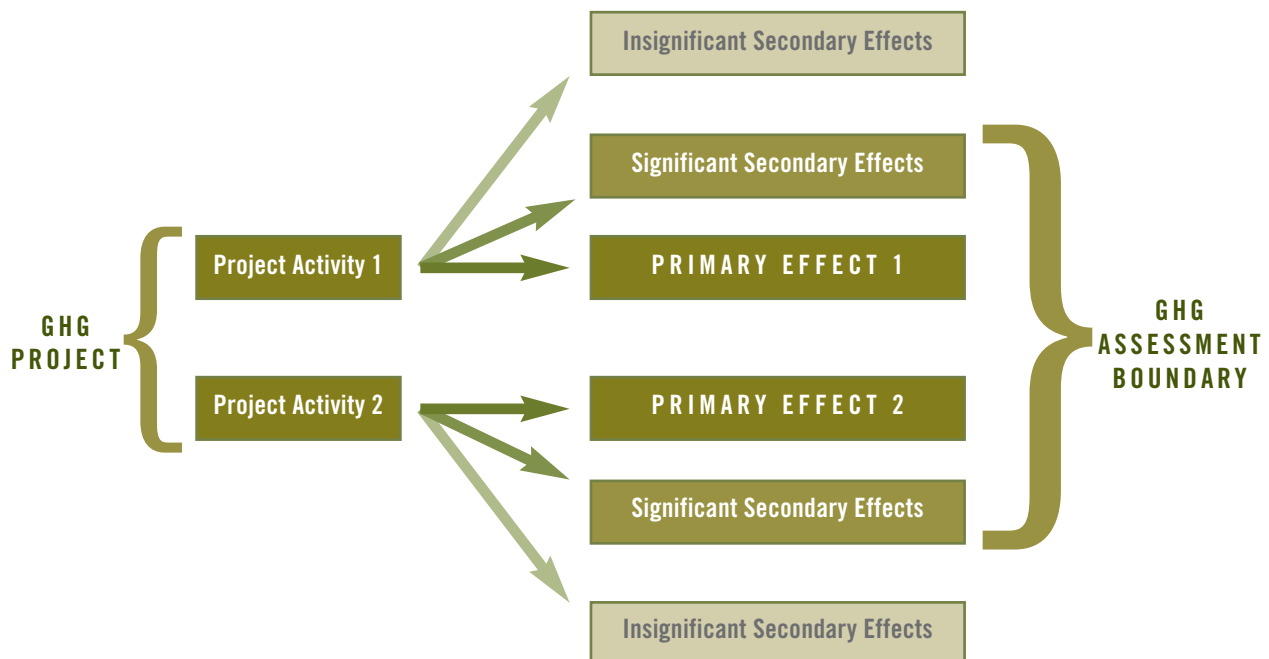 Insignificant Secondary Effects
Significant Secondary Effects
Project Activity 1
PRIMARY EFFECT 1
GHG
PROJECT
GHG
ASSESSMENT
BOUNDARY
Project Activity 2
PRIMARY EFFECT 2
Significant Secondary Effects
Insignificant Secondary Effects